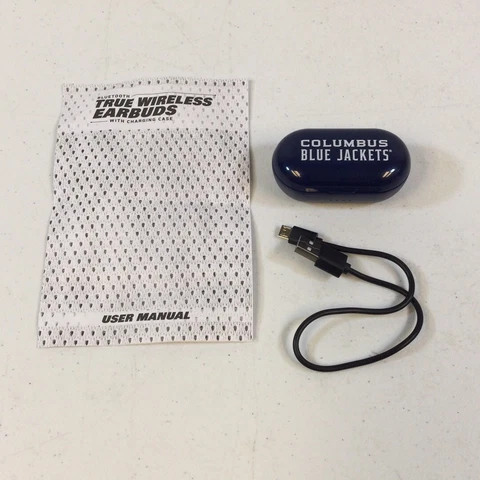 BLUETOOTH
TRUE WIRELESS
EARBUDS
WITH CHARGING CASE
USER MANUAL
COLUMBUS
BLUE JACKETS